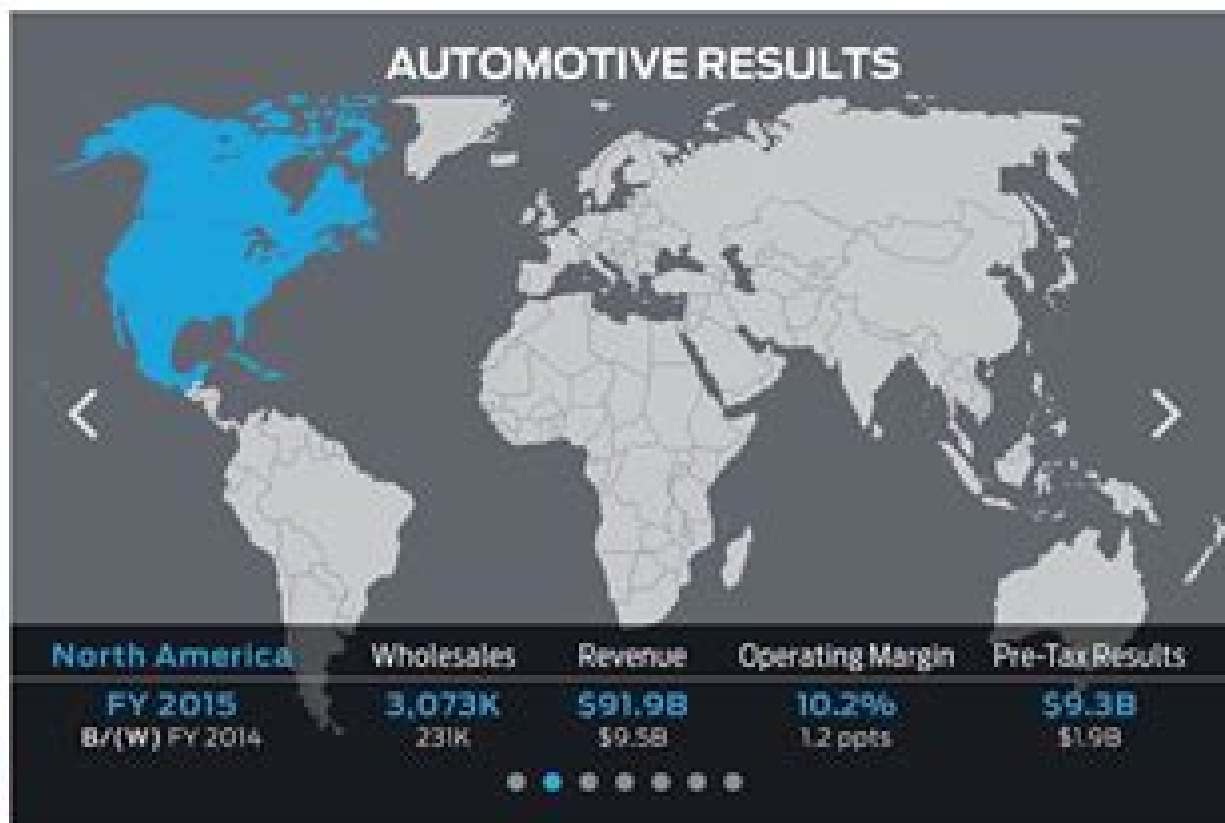 AUTOMOTIVE RESULTS
North America Wholesales Revenue Operating Margin Pre-Tax Results
FY 2015 3,073K $91.9B 10.2% $9.3B
B/(W) FY 2014 231K $9.5B 1.2 ppts $1.9B